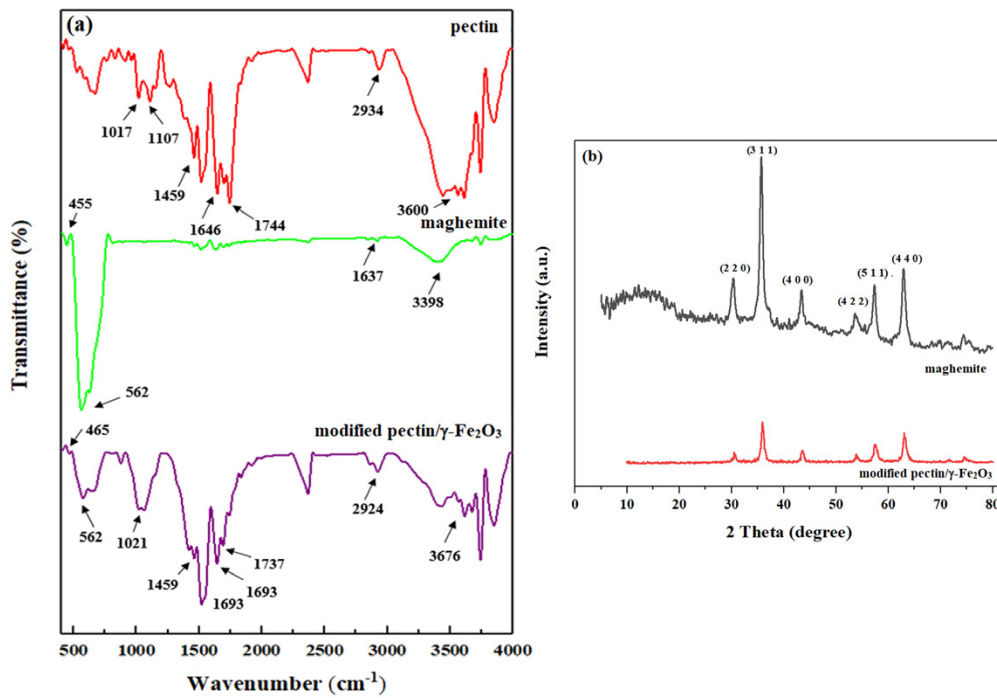 (a)
pectin
1017
1107
1459
1646
1744
2934
3600
maghemite
455
562
1637
3398
modified pectin/γ-Fe₂O₃
465
562
1021
1459
1693
1693
1737
2924
3676
Transmittance (%)
500 1000 1500 2000 2500 3000 3500 4000
Wavenumber (cm⁻¹)
(b)
(2 2 0)
(3 1 1)
(4 0 0)
(4 2 2)
(5 1 1)
(4 4 0)
maghemite
modified pectin/γ-Fe₂O₃
Intensity (a.u.)
0 10 20 30 40 50 60 70 80
2 Theta (degree)